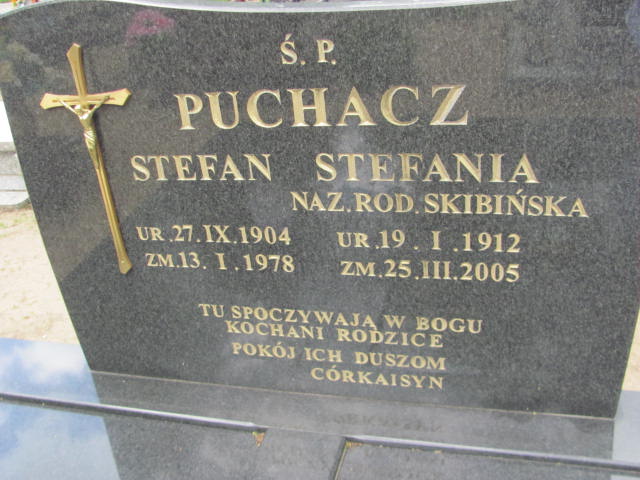 Ś. P.
PUCHACZ
STEFAN STEFANIA
NAZ. ROD. SKIBIŃSKA
UR. 27. IX. 1904 UR. 19. I. 1912
ZM. 13. I. 1978 ZM. 25. III. 2005
TU SPOCZYWAJĄ W BOGU
KOCHANI RODZICE
POKÓJ ICH DUSZOM
CÓRKAISYN